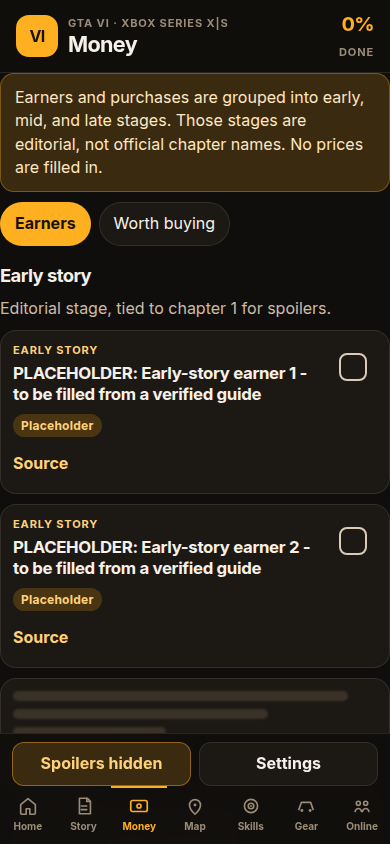 VI
GTA VI · XBOX SERIES X|S
Money
0%
DONE
Earners and purchases are grouped into early,
mid, and late stages. Those stages are
editorial, not official chapter names. No prices
are filled in.
Earners
Worth buying
Early story
Editorial stage, tied to chapter 1 for spoilers.
EARLY STORY
PLACEHOLDER: Early-story earner 1 -
to be filled from a verified guide
Placeholder
Source
EARLY STORY
PLACEHOLDER: Early-story earner 2 -
to be filled from a verified guide
Placeholder
Source
Spoilers hidden
Settings
Home
Story
Money
Map
Skills
Gear
Online